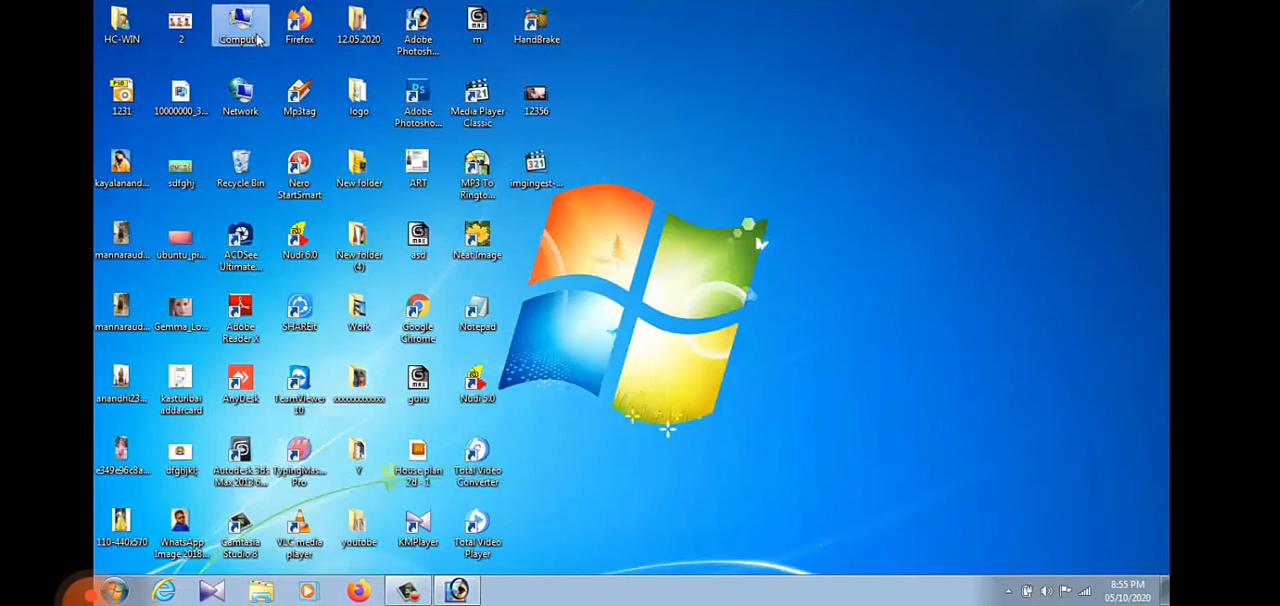 HC-WIN
2
Computer
Firefox
12.05.2020
Adobe
Photosh...
m
HandBrake
1231
10000000_3...
Network
Mp3tag
logo
Adobe
Photosho...
Media Player
Classic
12356
kayalanand...
sdfghj
Recycle Bin
Nero
StartSmart
New folder
ART
MP3 To
Ringto...
imgingest-...
mannaraud...
ubuntu_pi...
ACDSee
Ultimate...
Nudi 6.0
New folder
(4)
asd
Neat Image
mannaraud...
Gemma_Lo...
Adobe
Reader X
SHAREit
Work
Google
Chrome
Notepad
anandhi23...
kasturibai
addarcard
AnyDesk
TeamViewer
10
xxxxxxxxxxxx
guru
Nudi 5.0
e349e96c8a...
dfghjkl;
Autodesk 3ds
Max 2013 6...
TypingMas...
Pro
Y
House plan
2d - 1
Total Video
Converter
110-440x570
WhatsApp
Image 2018...
Camtasia
Studio 8
VLC media
player
youtube
KMPlayer
Total Video
Player
8:55 PM
05/10/2020